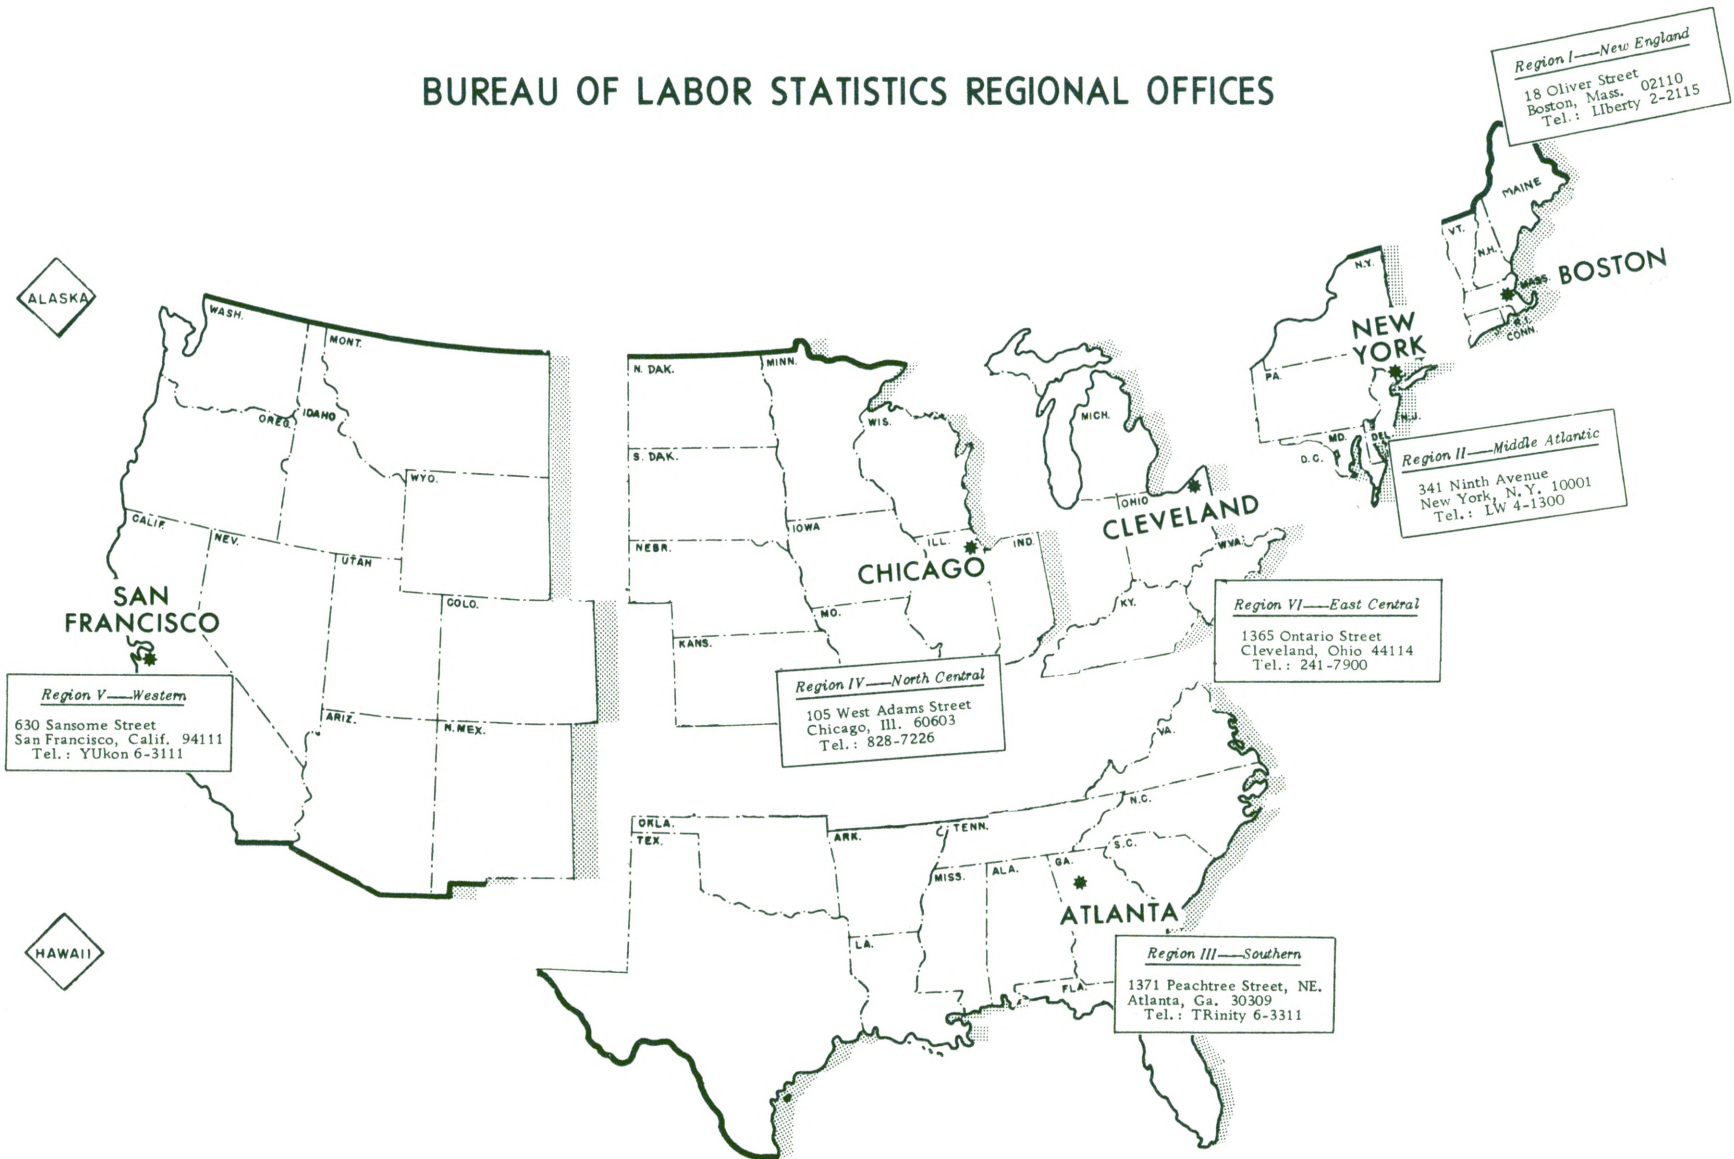 BUREAU OF LABOR STATISTICS REGIONAL OFFICES
Region I—New England
18 Oliver Street
Boston, Mass. 02110
Tel.: LIberty 2-2115
MAINE
VT.
N.H.
MASS.
BOSTON
R.I.
CONN.
N.Y.
NEW
YORK
PA.
N.J.
MD.
DEL.
D.C.
Region II—Middle Atlantic
341 Ninth Avenue
New York, N.Y. 10001
Tel.: LW 4-1300
ALASKA
WASH.
MONT.
OREG.
IDAHO
WYO.
CALIF.
NEV.
UTAH
COLO.
SAN
FRANCISCO
Region V—Western
630 Sansome Street
San Francisco, Calif. 94111
Tel.: YUkon 6-3111
ARIZ.
N.MEX.
N. DAK.
MINN.
S. DAK.
WIS.
MICH.
IOWA
NEBR.
ILL.
IND.
CHICAGO
MO.
KANS.
Region IV—North Central
105 West Adams Street
Chicago, Ill. 60603
Tel.: 828-7226
OHIO
CLEVELAND
W.VA.
KY.
Region VI—East Central
1365 Ontario Street
Cleveland, Ohio 44114
Tel.: 241-7900
VA.
N.C.
OKLA.
TEX.
ARK.
TENN.
S.C.
MISS.
ALA.
GA.
ATLANTA
LA.
FLA.
Region III—Southern
1371 Peachtree Street, NE.
Atlanta, Ga. 30309
Tel.: TRinity 6-3311
HAWAII